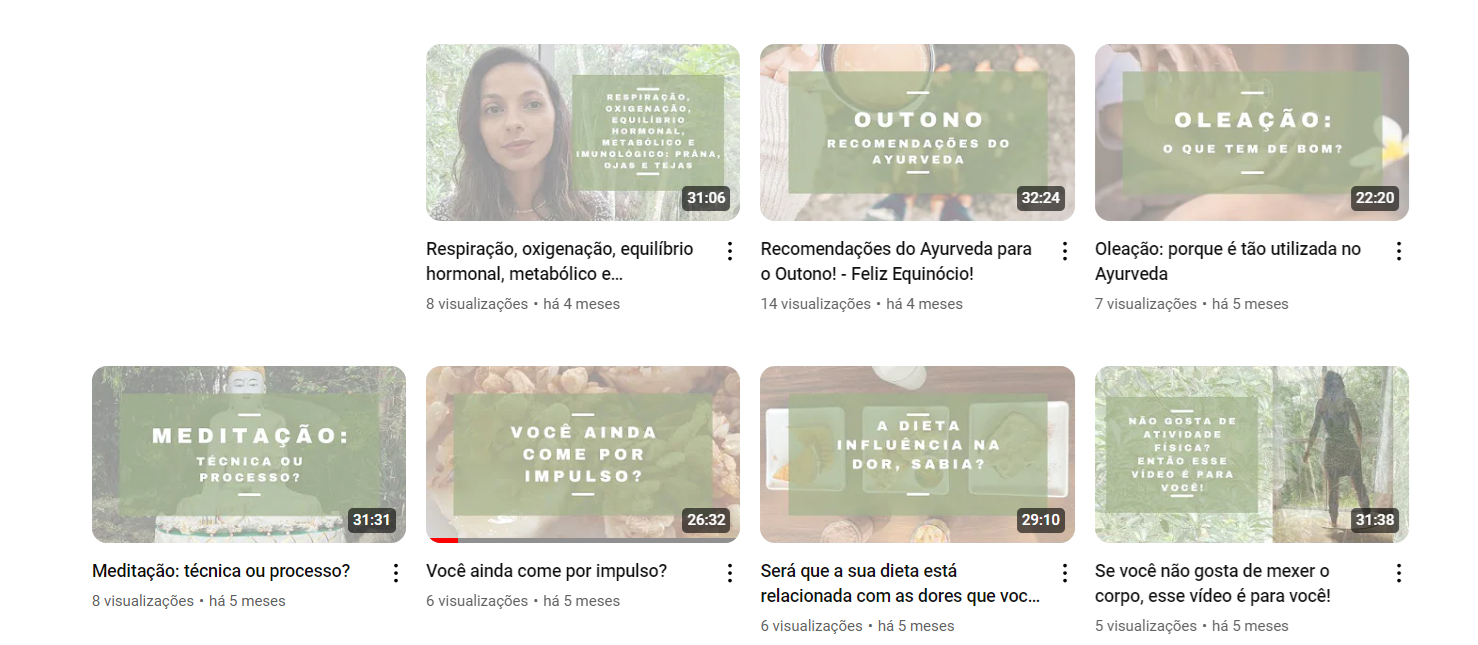 RESPIRAÇÃO,
OXIGENAÇÃO,
EQUILÍBRIO
HORMONAL,
METABÓLICO E
IMUNOLÓGICO: PRÂNA,
OJAS E TEJAS
31:06
Respiração, oxigenação, equilíbrio
hormonal, metabólico e...
8 visualizações • há 4 meses
OUTONO
RECOMENDAÇÕES DO
AYURVEDA
32:24
Recomendações do Ayurveda para
o Outono! - Feliz Equinócio!
14 visualizações • há 4 meses
OLEAÇÃO:
O QUE TEM DE BOM?
22:20
Oleação: porque é tão utilizada no
Ayurveda
7 visualizações • há 5 meses
MEDITAÇÃO:
TÉCNICA OU
PROCESSO?
31:31
Meditação: técnica ou processo?
8 visualizações • há 5 meses
VOCÊ AINDA
COME POR
IMPULSO?
26:32
Você ainda come por impulso?
6 visualizações • há 5 meses
A DIETA
INFLUÊNCIA NA
DOR, SABIA?
29:10
Será que a sua dieta está
relacionada com as dores que voc...
6 visualizações • há 5 meses
NÃO GOSTA DE
ATIVIDADE
FÍSICA?
ENTÃO ESSE
VÍDEO É PARA
VOCÊ!
31:38
Se você não gosta de mexer o
corpo, esse vídeo é para você!
5 visualizações • há 5 meses